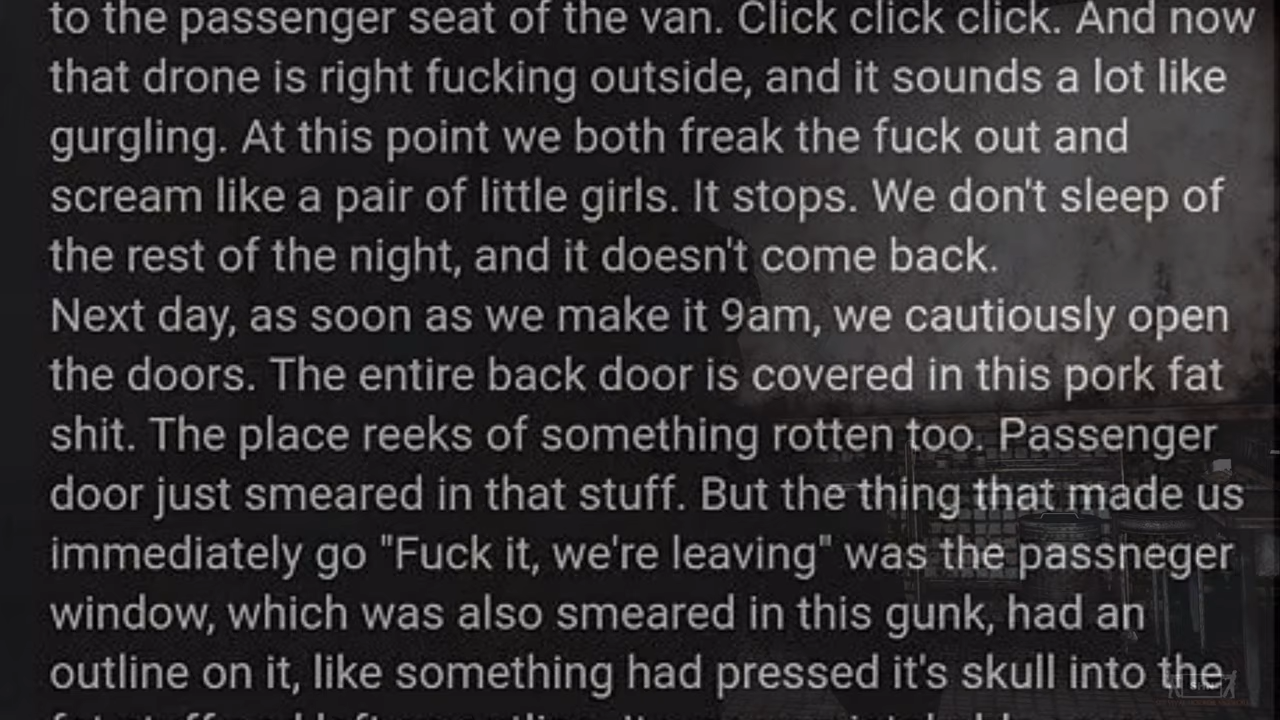 to the passenger seat of the van. Click click click. And now
that drone is right fucking outside, and it sounds a lot like
gurgling. At this point we both freak the fuck out and
scream like a pair of little girls. It stops. We don't sleep of
the rest of the night, and it doesn't come back.
Next day, as soon as we make it 9am, we cautiously open
the doors. The entire back door is covered in this pork fat
shit. The place reeks of something rotten too. Passenger
door just smeared in that stuff. But the thing that made us
immediately go "Fuck it, we're leaving" was the passneger
window, which was also smeared in this gunk, had an
outline on it, like something had pressed it's skull into the